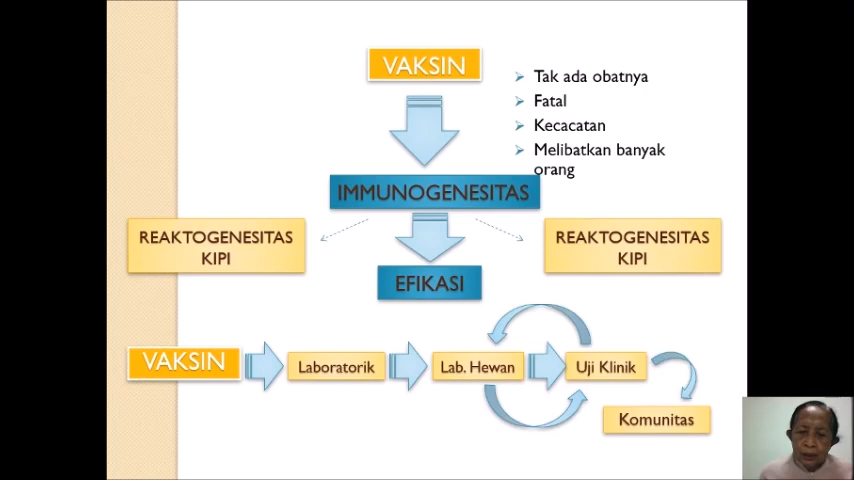 VAKSIN
Tak ada obatnya
Fatal
Kecacatan
Melibatkan banyak
orang
IMMUNOGENESITAS
REAKTOGENESITAS
KIPI
REAKTOGENESITAS
KIPI
EFIKASI
VAKSIN
Laboratorik
Lab. Hewan
Uji Klinik
Komunitas